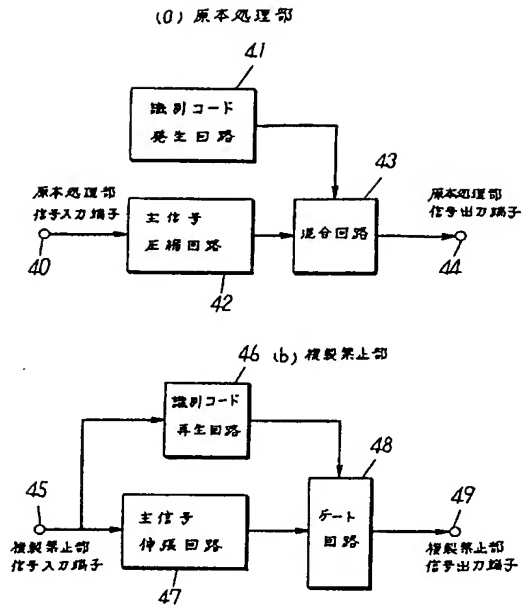 (a) 原本処理部
41
識別コード
発生回路
43
原本処理部
信号入力端子
40
主信号
圧縮回路
42
混合回路
原本処理部
信号出力端子
44
46
(b) 複製禁止部
識別コード
再生回路
48
45
複製禁止部
信号入力端子
主信号
伸張回路
47
ゲート
回路
49
複製禁止部
信号出力端子